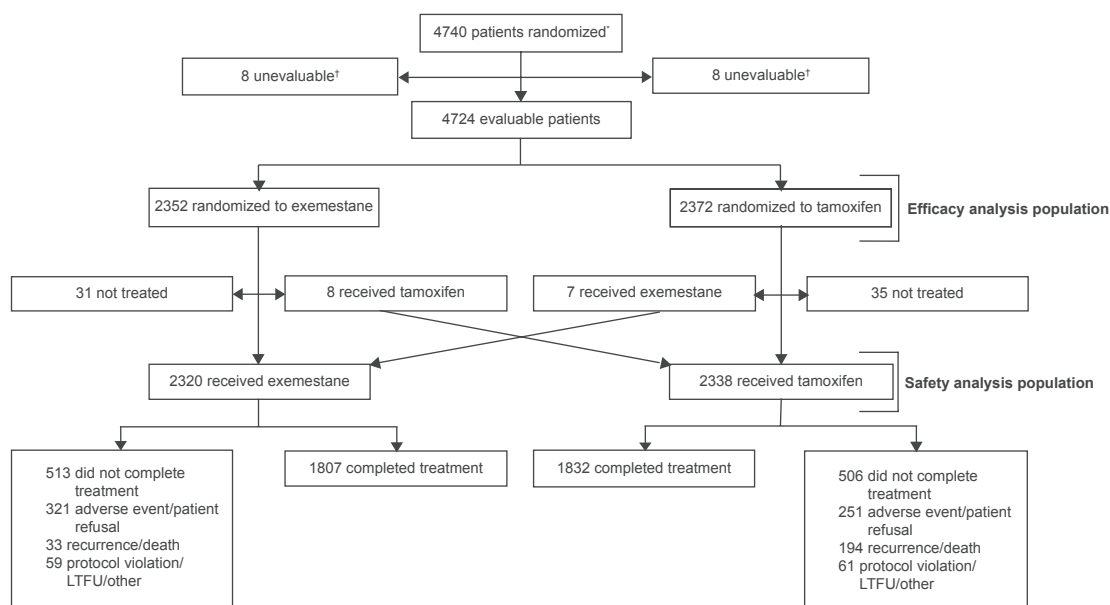 4740 patients randomized*
8 unevaluable†
8 unevaluable†
4724 evaluable patients
2352 randomized to exemestane
2372 randomized to tamoxifen
Efficacy analysis population
31 not treated
8 received tamoxifen
7 received exemestane
35 not treated
2320 received exemestane
2338 received tamoxifen
Safety analysis population
513 did not complete
treatment
321 adverse event/patient
refusal
33 recurrence/death
59 protocol violation/
LTFU/other
1807 completed treatment
1832 completed treatment
506 did not complete
treatment
251 adverse event/patient
refusal
194 recurrence/death
61 protocol violation/
LTFU/other